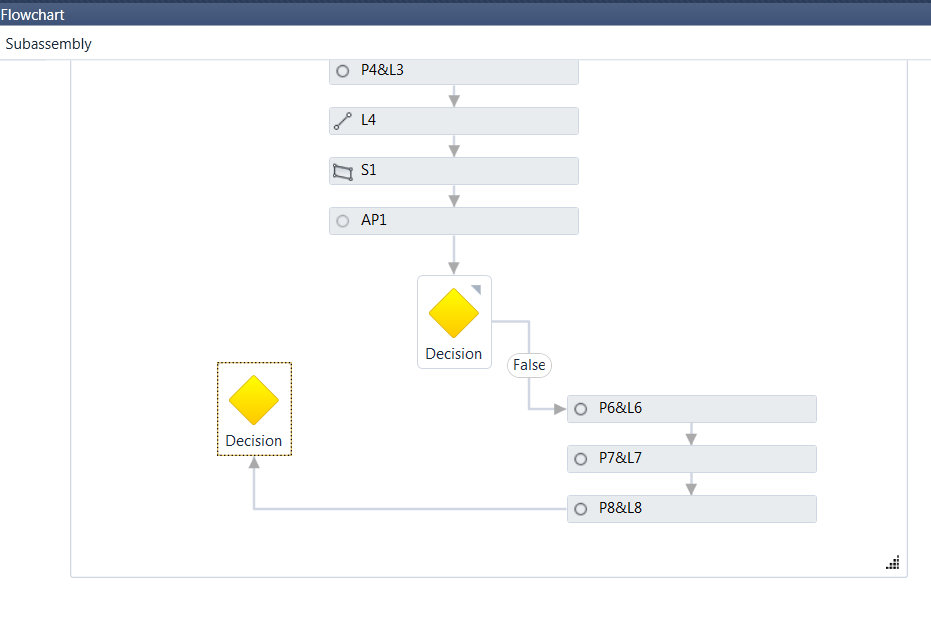 Flowchart
Subassembly
P4&L3
L4
S1
AP1
Decision
False
Decision
P6&L6
P7&L7
P8&L8